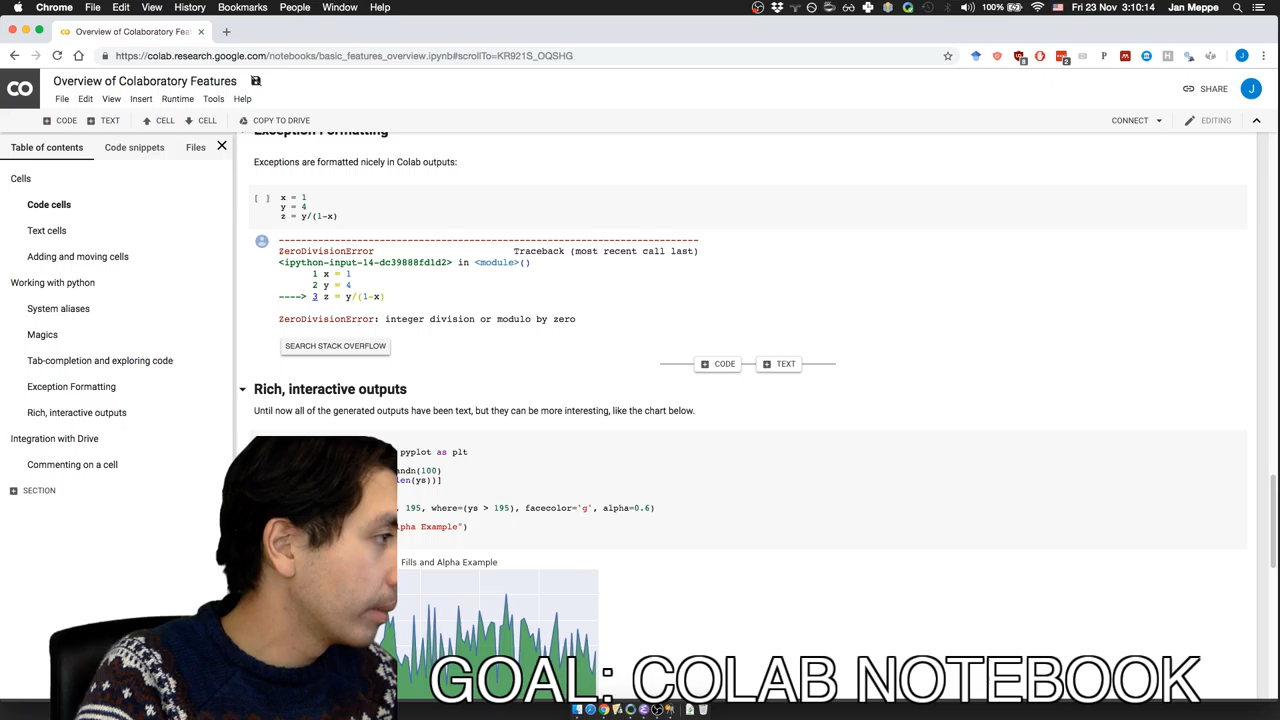 Chrome File Edit View History Bookmarks People Window Help 100% Fri 23 Nov 3:10:14 Jan Meppe
Overview of Colaboratory Feat
https://colab.research.google.com/notebooks/basic_features_overview.ipynb#scrollTo=KR921S_OQSHG
CO Overview of Colaboratory Features
File Edit View Insert Runtime Tools Help
SHARE J
CODE TEXT CELL CELL COPY TO DRIVE CONNECT EDITING
Table of contents Code snippets Files
Cells
Code cells
Text cells
Adding and moving cells
Working with python
System aliases
Magics
Tab-completion and exploring code
Exception Formatting
Rich, interactive outputs
Integration with Drive
Commenting on a cell
SECTION
Exception Formatting
Exceptions are formatted nicely in Colab outputs:
[ ] x = 1
y = 4
z = y/(1-x)
---------------------------------------------------------------------------
ZeroDivisionError Traceback (most recent call last)
<ipython-input-14-dc39888fd1d2> in <module>()
1 x = 1
2 y = 4
----> 3 z = y/(1-x)
ZeroDivisionError: integer division or modulo by zero
SEARCH STACK OVERFLOW
CODE TEXT
Rich, interactive outputs
Until now all of the generated outputs have been text, but they can be more interesting, like the chart below.
pyplot as plt
andn(100)
len(ys))]
, 195, where=(ys > 195), facecolor='g', alpha=0.6)
lpha Example")
Fills and Alpha Example
GOAL: COLAB NOTEBOOK